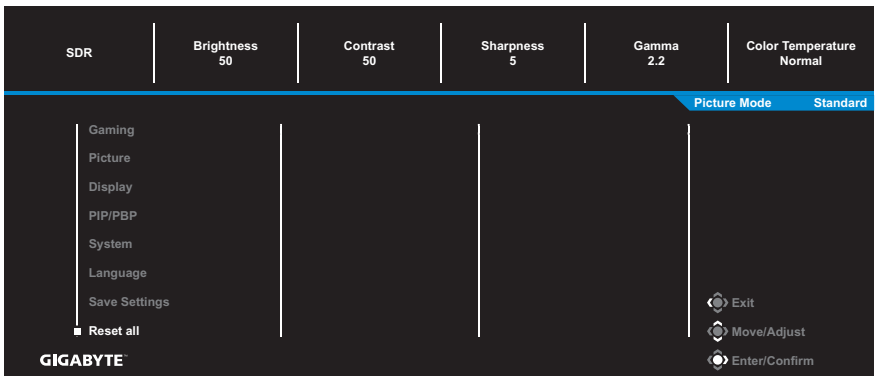 SDR
Brightness
50
Contrast
50
Sharpness
5
Gamma
2.2
Color Temperature
Normal
Picture Mode Standard
Gaming
Picture
Display
PIP/PBP
System
Language
Save Settings
Reset all
Exit
Move/Adjust
Enter/Confirm
GIGABYTE™